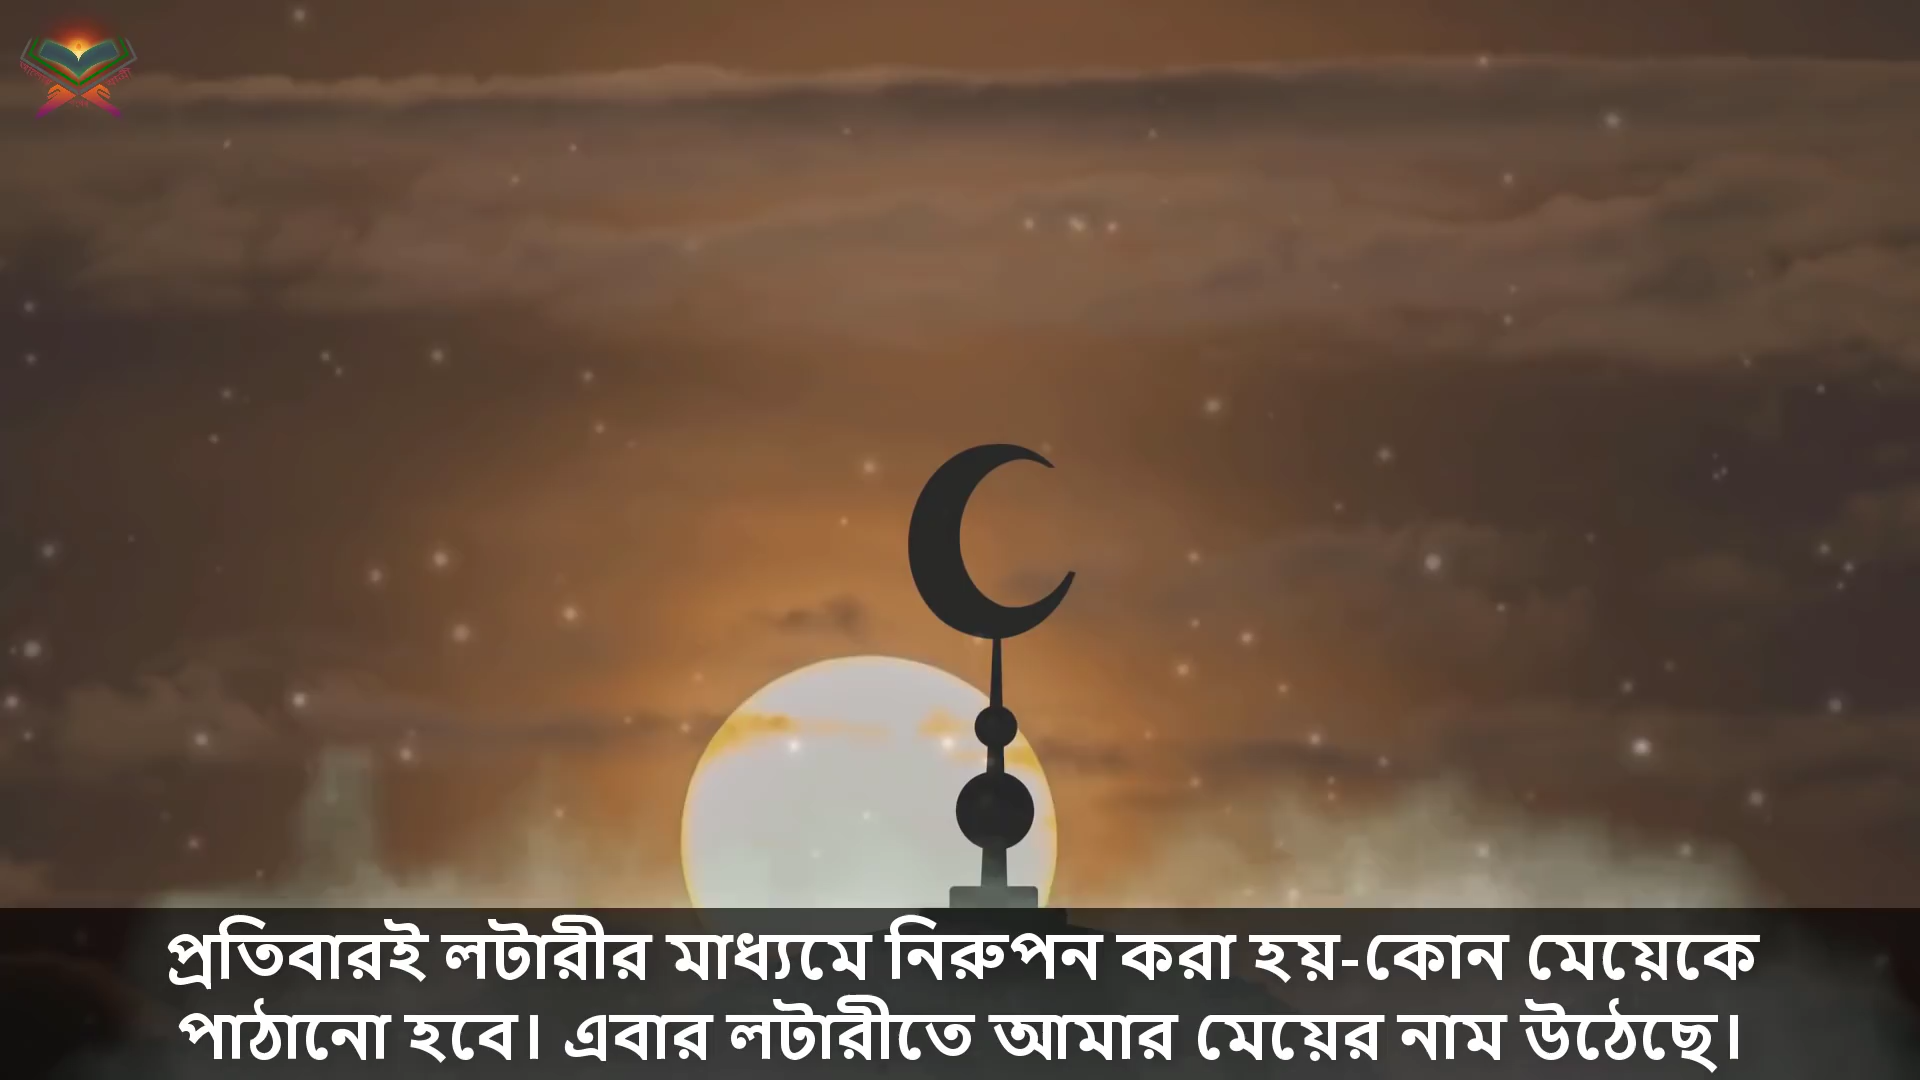 প্রতিবারই লটারীর মাধ্যমে নিরুপন করা হয়-কোন মেয়েকে
পাঠানো হবে। এবার লটারীতে আমার মেয়ের নাম উঠেছে।